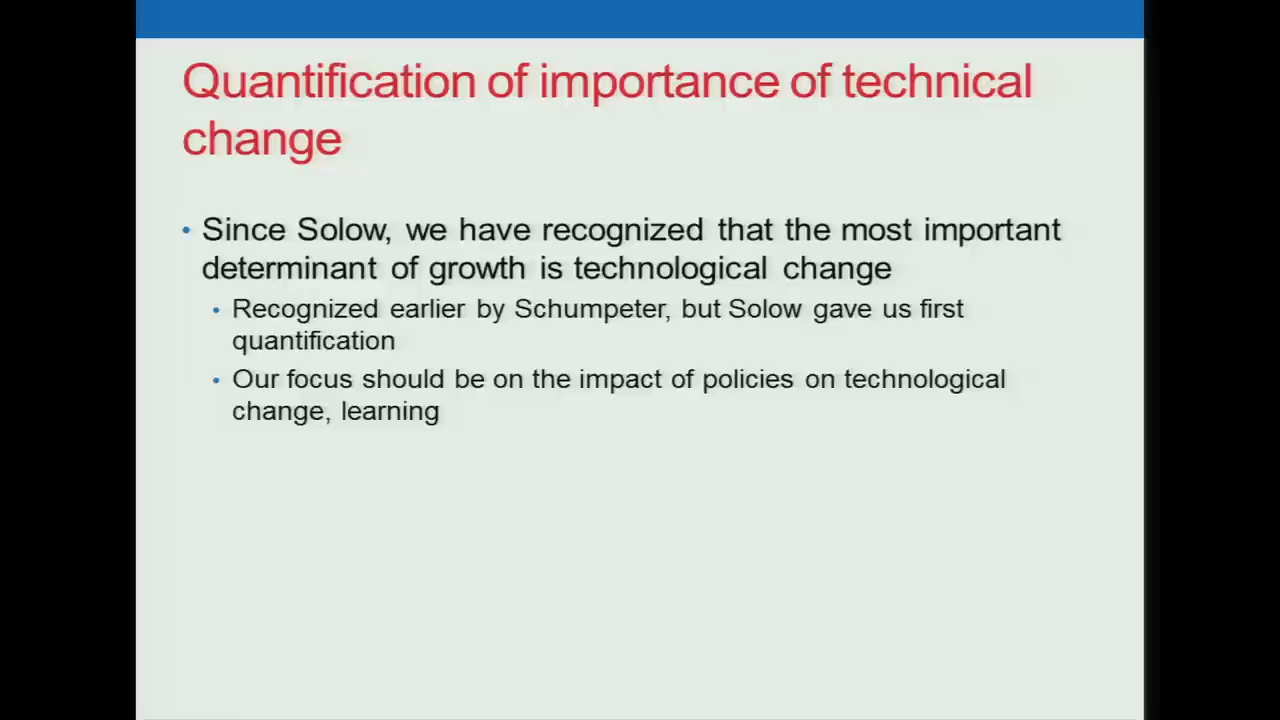 Quantification of importance of technical
change
• Since Solow, we have recognized that the most important
determinant of growth is technological change
• Recognized earlier by Schumpeter, but Solow gave us first
quantification
• Our focus should be on the impact of policies on technological
change, learning